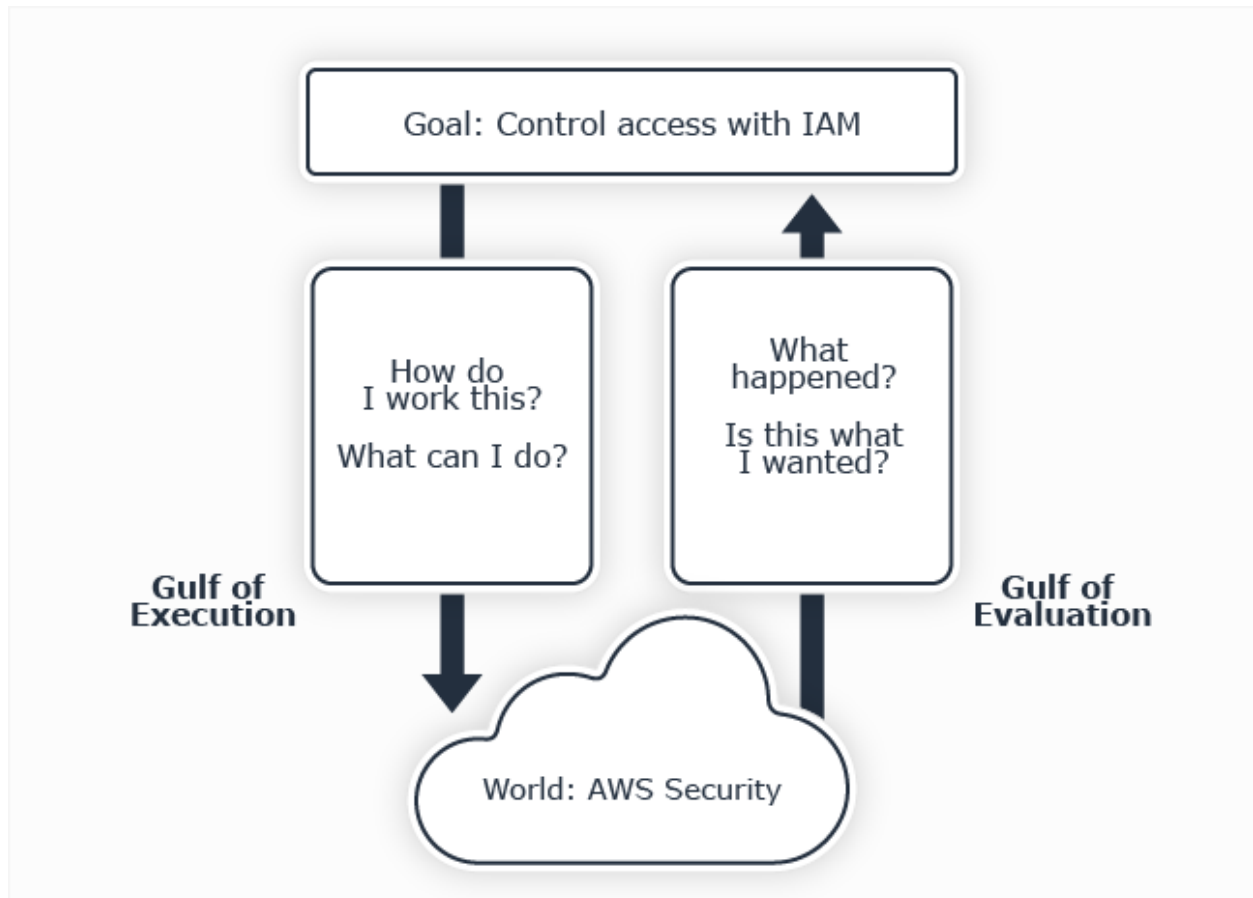 Goal: Control access with IAM
How do
I work this?
What can I do?
What
happened?
Is this what
I wanted?
Gulf of
Execution
Gulf of
Evaluation
World: AWS Security